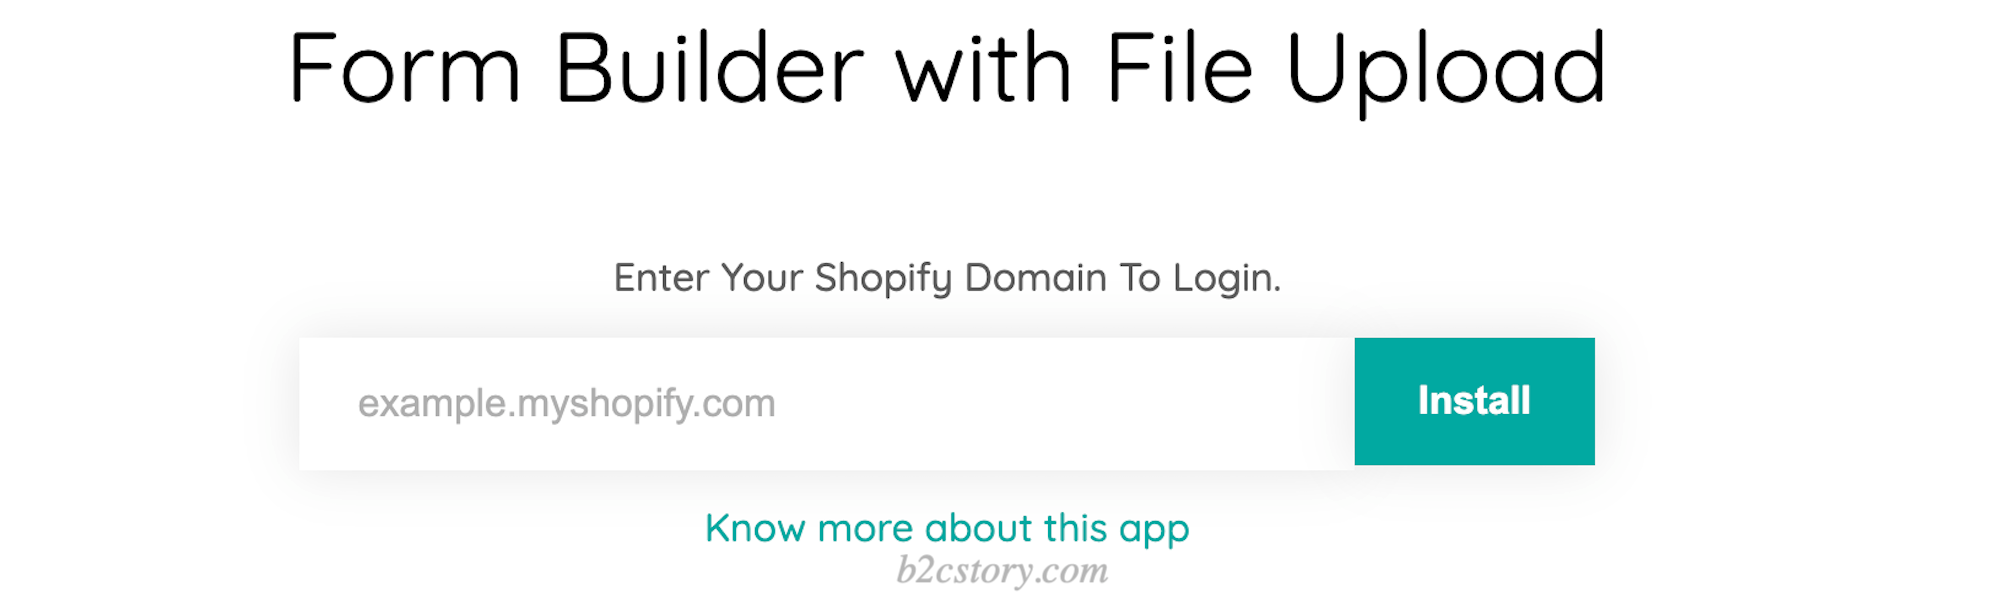 Form Builder with File Upload
Enter Your Shopify Domain To Login.
example.myshopify.com
Install
Know more about this app
b2cstory.com